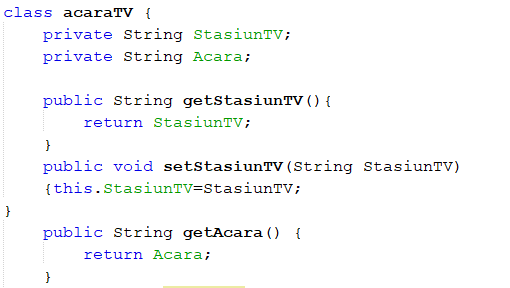 class acaraTV {
private String StasiunTV;
private String Acara;
public String getStasiunTV(){
return StasiunTV;
}
public void setStasiunTV(String StasiunTV)
{this.StasiunTV=StasiunTV;
}
public String getAcara() {
return Acara;
}